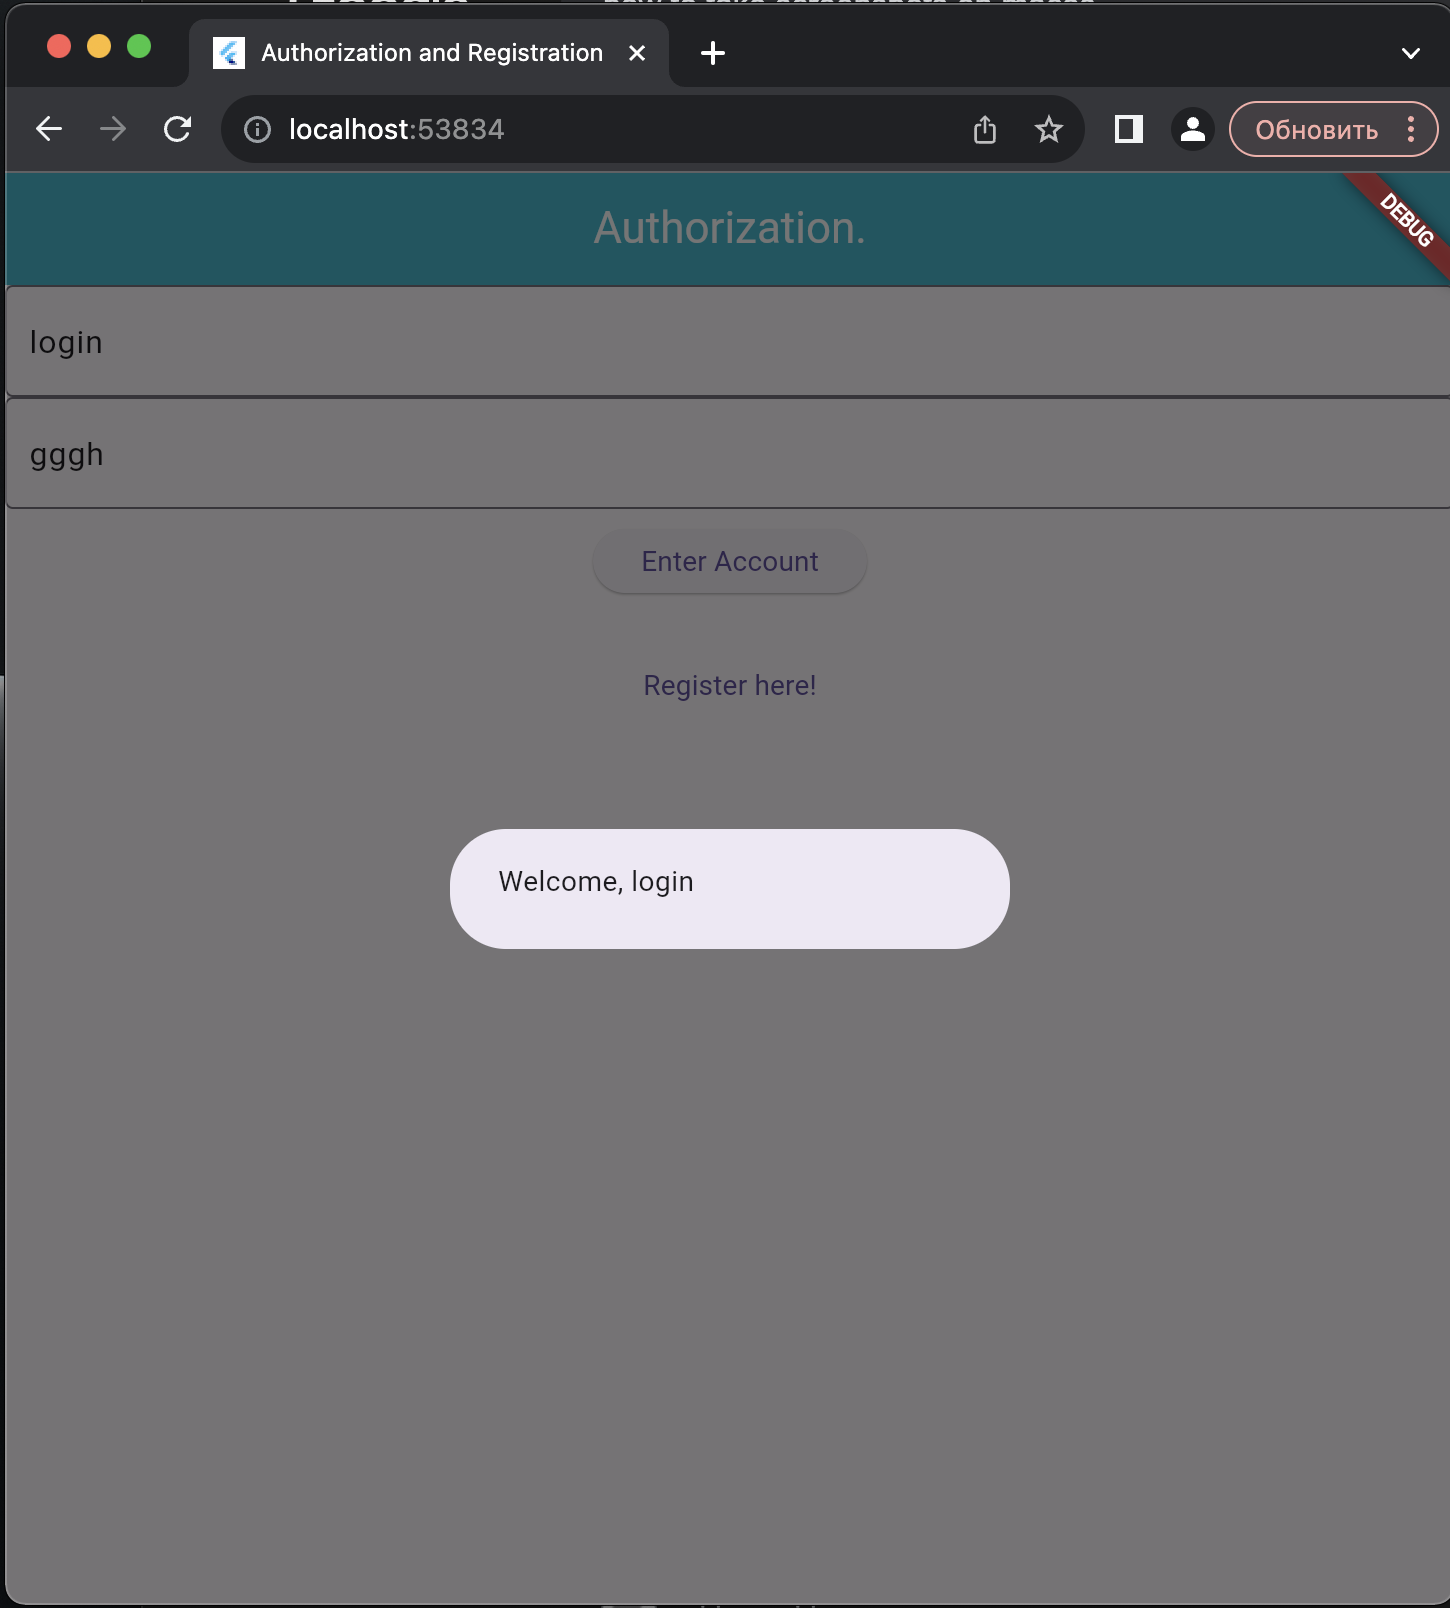 Authorization and Registration
localhost:53834
Обновить
Authorization.
DEBUG
login
gggh
Enter Account
Register here!
Welcome, login